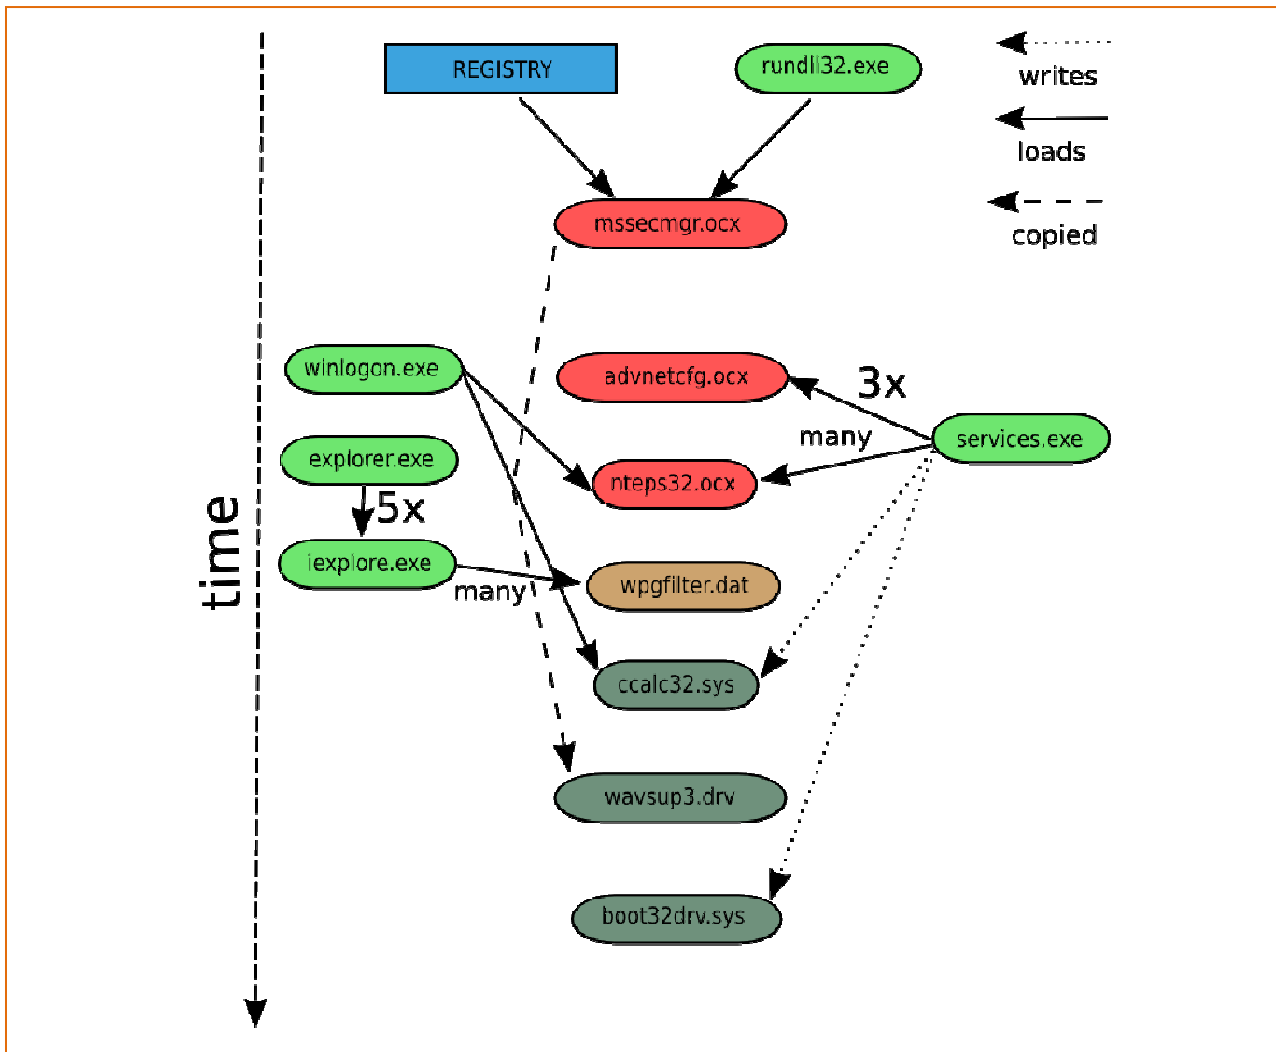 REGISTRY
rundll32.exe
writes
loads
mssecmgr.ocx
copied
winlogon.exe
advnetcfg.ocx
3x
many
services.exe
explorer.exe
nteps32.ocx
5x
time
iexplore.exe
many
wpgfilter.dat
ccalc32.sys
wavsup3.drv
boot32drv.sys